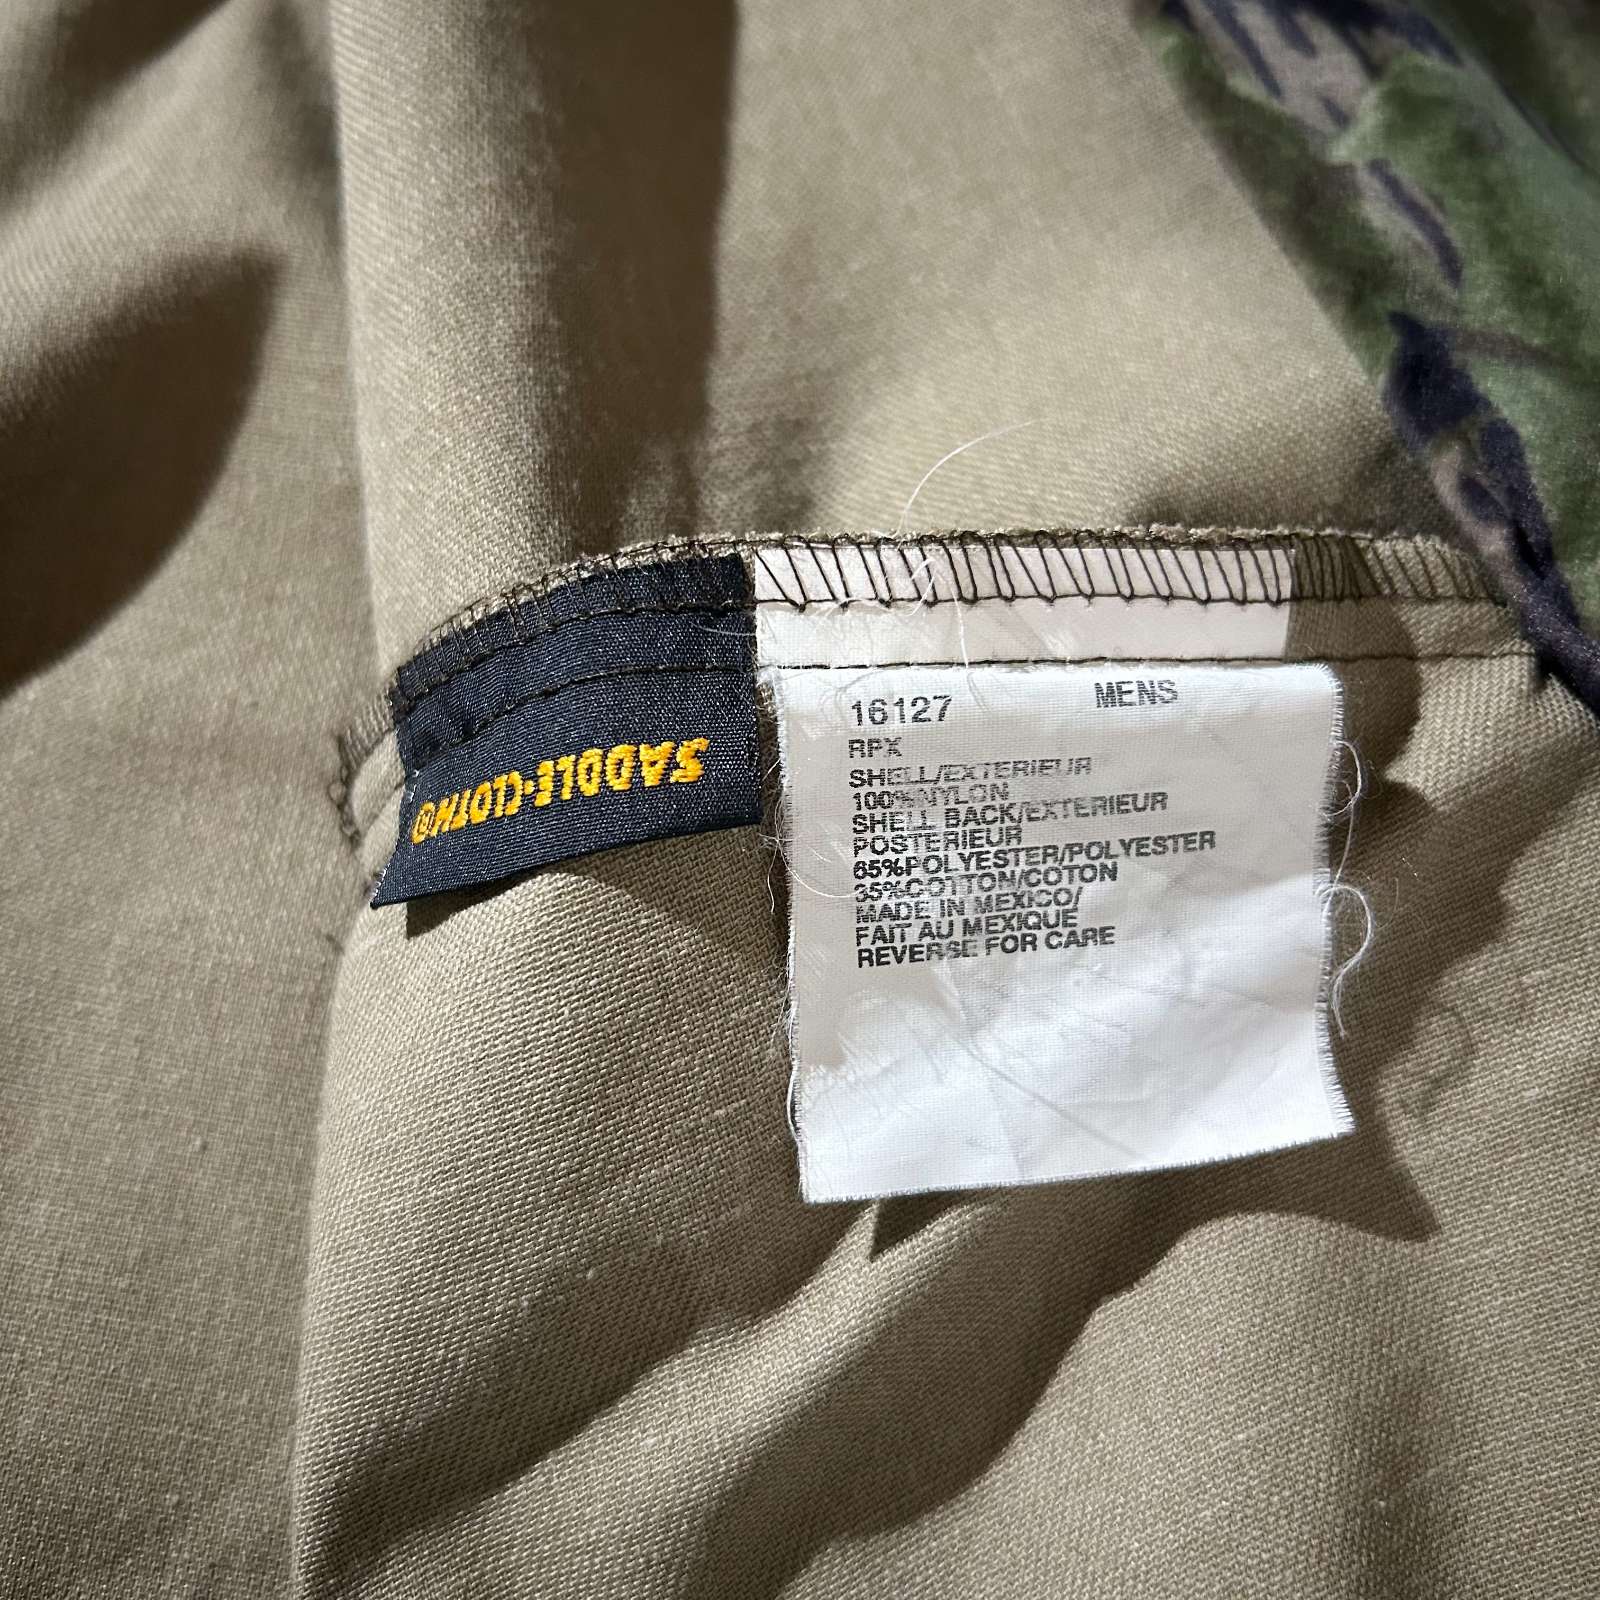 SADDLE-CLOTH®
16127 MENS
RPX
SHELL/EXTERIEUR
100%NYLON
SHELL BACK/EXTERIEUR
POSTERIEUR
65%POLYESTER/POLYESTER
35%COTTON/COTON
MADE IN MEXICO/
FAIT AU MEXIQUE
REVERSE FOR CARE